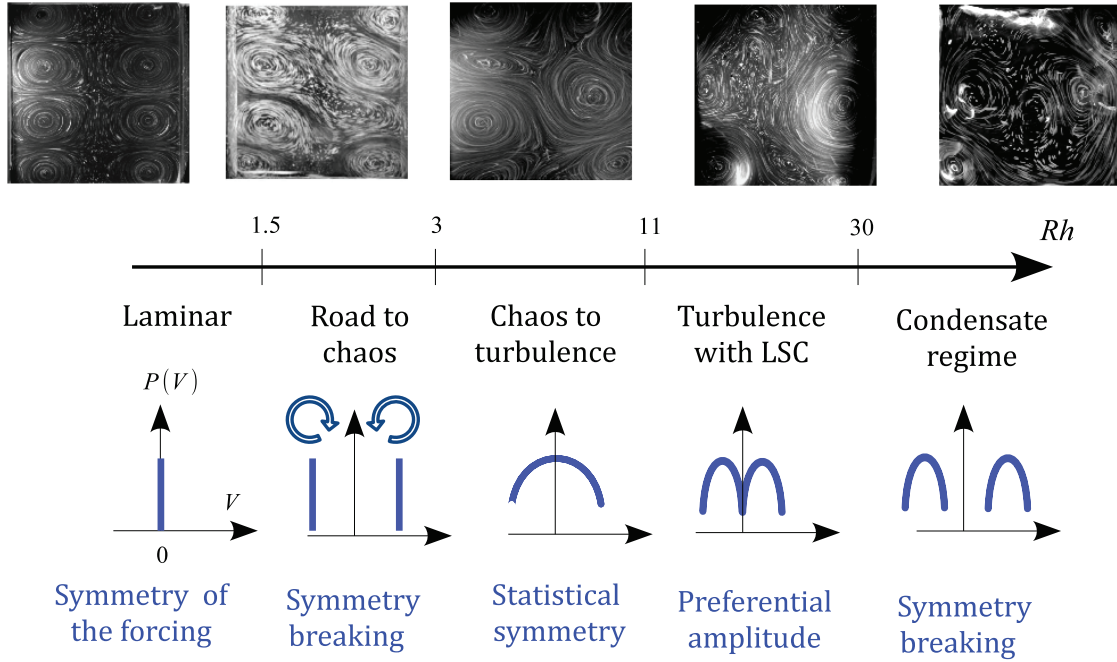 1.5
3
11
30
Rh
Laminar
Road to
chaos
Chaos to
turbulence
Turbulence
with LSC
Condensate
regime
P(V)
V
0
Symmetry of
the forcing
Symmetry
breaking
Statistical
symmetry
Preferential
amplitude
Symmetry
breaking